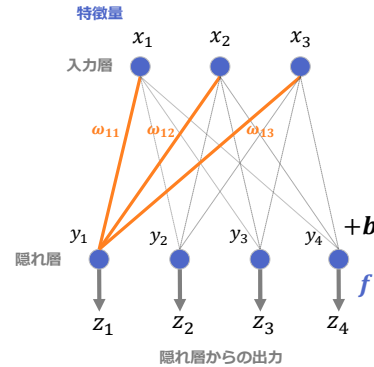 特徴量
x₁ x₂ x₃
入力層
ω₁₁ ω₁₂ ω₁₃
y₁ y₂ y₃ y₄ +b
隠れ層
f
z₁ z₂ z₃ z₄
隠れ層からの出力